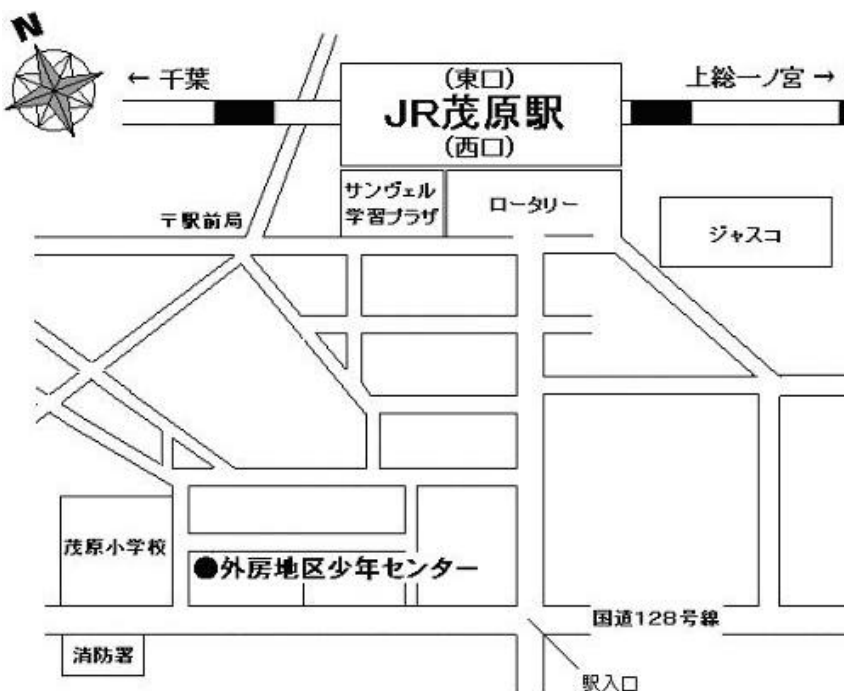 N
← 千葉
(東口)
JR茂原駅
(西口)
上総一ノ宮 →
サンヴェル
学習プラザ
ロータリー
〒駅前局
ジャスコ
茂原小学校
●外房地区少年センター
国道128号線
消防署
駅入口